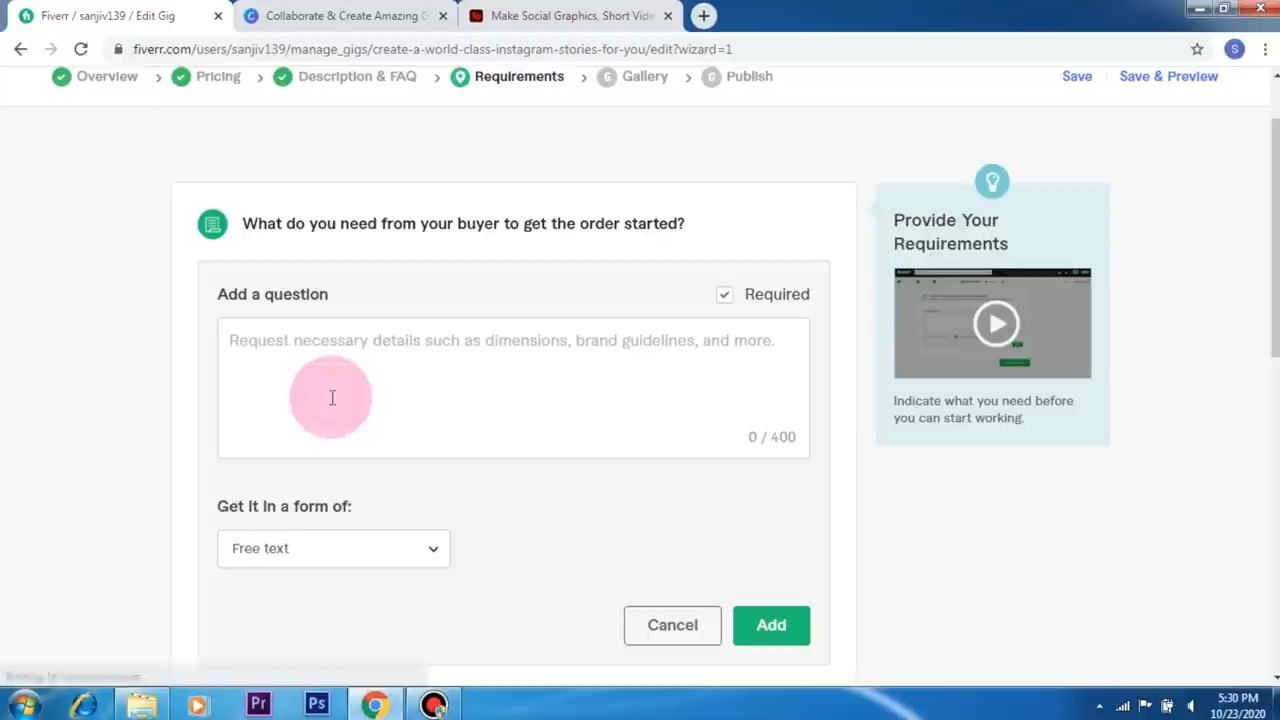 Fiverr / sanjiv139 / Edit Gig
Collaborate & Create Amazing G
Make Social Graphics, Short Vide
fiverr.com/users/sanjiv139/manage_gigs/create-a-world-class-instagram-stories-for-you/edit?wizard=1
S
Overview
Pricing
Description & FAQ
Requirements
6 Gallery
6 Publish
Save
Save & Preview
What do you need from your buyer to get the order started?
Add a question
Required
Request necessary details such as dimensions, brand guidelines, and more.
0 / 400
Get it in a form of:
Free text
Cancel
Add
Provide Your
Requirements
Indicate what you need before
you can start working.
Pr
Ps
5:30 PM
10/23/2020